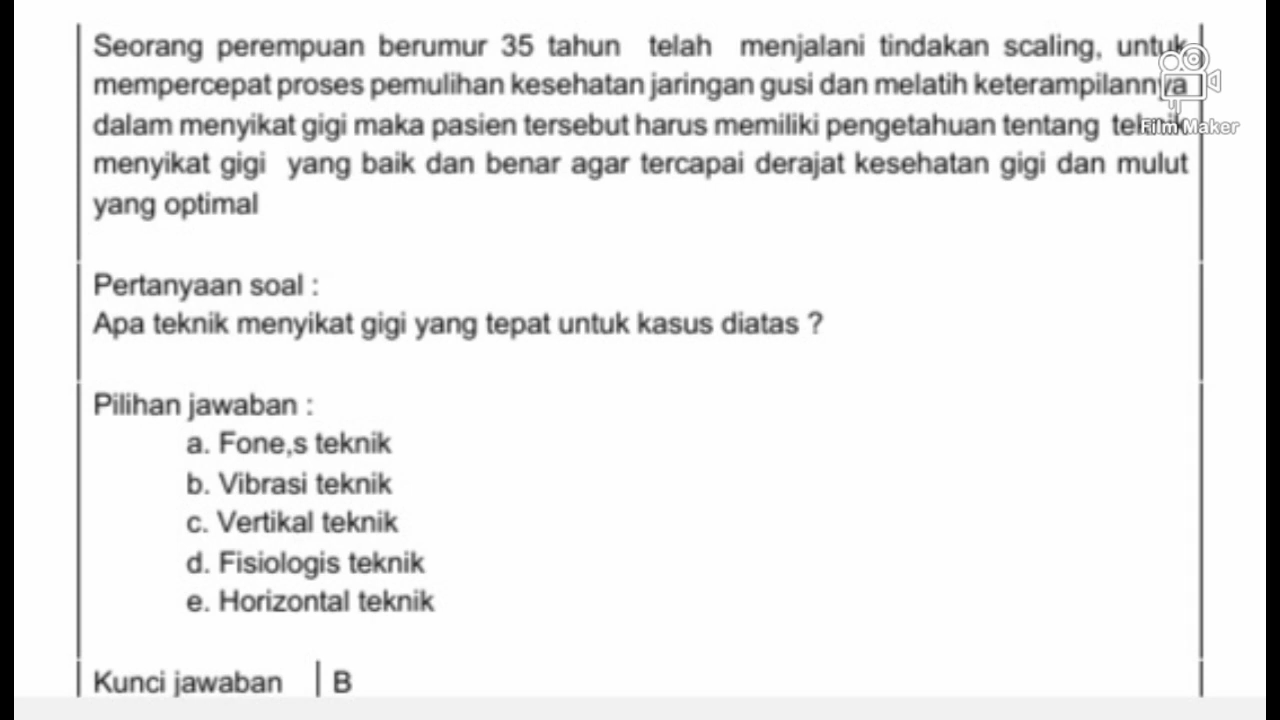 Seorang perempuan berumur 35 tahun telah menjalani tindakan scaling, untuk
mempercepat proses pemulihan kesehatan jaringan gusi dan melatih keterampilannya
dalam menyikat gigi maka pasien tersebut harus memiliki pengetahuan tentang teknik
menyikat gigi yang baik dan benar agar tercapai derajat kesehatan gigi dan mulut
yang optimal
Pertanyaan soal :
Apa teknik menyikat gigi yang tepat untuk kasus diatas ?
Pilihan jawaban :
a. Fone,s teknik
b. Vibrasi teknik
c. Vertikal teknik
d. Fisiologis teknik
e. Horizontal teknik
Kunci jawaban B
Film Maker